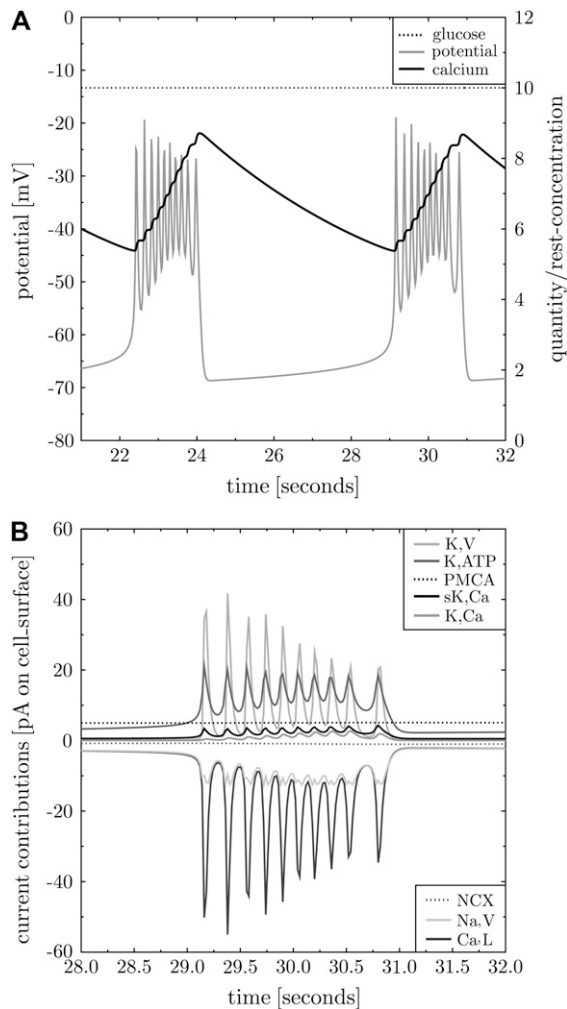 A
0
-10
-20
-30
-40
-50
-60
-70
-80
potential [mV]
12
10
8
6
4
2
0
quantity/rest-concentration
glucose
potential
calcium
22 24 26 28 30 32
time [seconds]
B
60
40
20
0
-20
-40
-60
current contributions [pA on cell-surface]
K,V
K,ATP
PMCA
sK,Ca
K,Ca
NCX
Na,V
Ca,L
28.0 28.5 29.0 29.5 30.0 30.5 31.0 31.5 32.0
time [seconds]